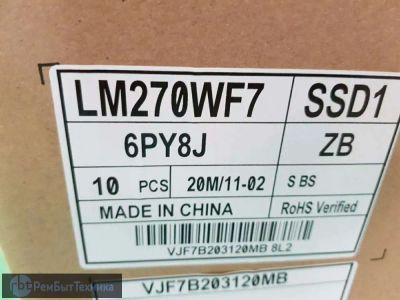 LM270WF7 SSD1
6PY8J ZB
10 PCS 20M/11-02 S BS
MADE IN CHINA RoHS Verified
VJF7B203120MB 8L2
VJF7B203120MB
РемБытТехника